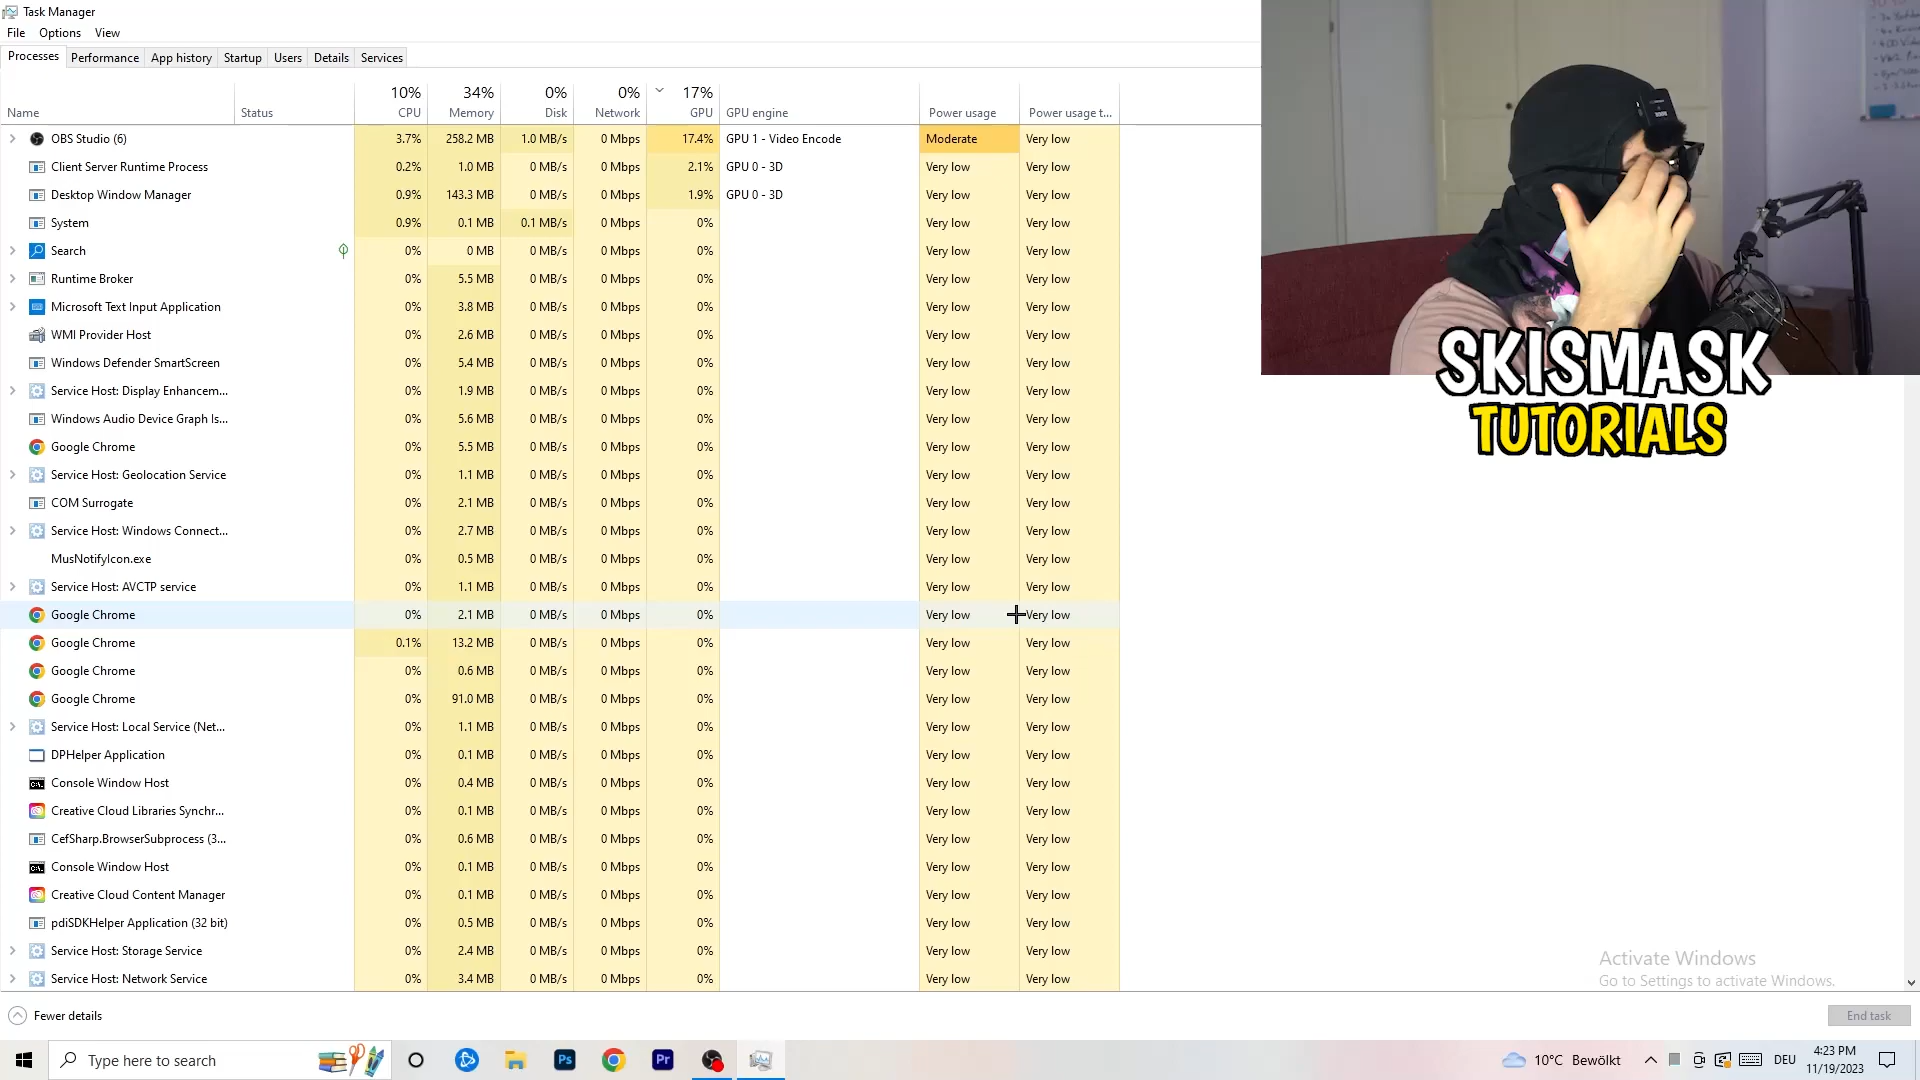 Task Manager
File Options View
Processes Performance App history Startup Users Details Services
10% 34% 0% 0% 17%
Name Status CPU Memory Disk Network GPU GPU engine Power usage Power usage t...
OBS Studio (6) 3.7% 258.2 MB 1.0 MB/s 0 Mbps 17.4% GPU 1 - Video Encode Moderate Very low
Client Server Runtime Process 0.2% 1.0 MB 0 MB/s 0 Mbps 2.1% GPU 0 - 3D Very low Very low
Desktop Window Manager 0.9% 143.3 MB 0 MB/s 0 Mbps 1.9% GPU 0 - 3D Very low Very low
System 0.9% 0.1 MB 0.1 MB/s 0 Mbps 0% Very low Very low
Search 0% 0 MB 0 MB/s 0 Mbps 0% Very low Very low
Runtime Broker 0% 5.5 MB 0 MB/s 0 Mbps 0% Very low Very low
Microsoft Text Input Application 0% 3.8 MB 0 MB/s 0 Mbps 0% Very low Very low
WMI Provider Host 0% 2.6 MB 0 MB/s 0 Mbps 0% Very low Very low
Windows Defender SmartScreen 0% 5.4 MB 0 MB/s 0 Mbps 0% Very low Very low
Service Host: Display Enhancem... 0% 1.9 MB 0 MB/s 0 Mbps 0% Very low Very low
Windows Audio Device Graph Is... 0% 5.6 MB 0 MB/s 0 Mbps 0% Very low Very low
Google Chrome 0% 5.5 MB 0 MB/s 0 Mbps 0% Very low Very low
Service Host: Geolocation Service 0% 1.1 MB 0 MB/s 0 Mbps 0% Very low Very low
COM Surrogate 0% 2.1 MB 0 MB/s 0 Mbps 0% Very low Very low
Service Host: Windows Connect... 0% 2.7 MB 0 MB/s 0 Mbps 0% Very low Very low
MusNotifyIcon.exe 0% 0.5 MB 0 MB/s 0 Mbps 0% Very low Very low
Service Host: AVCTP service 0% 1.1 MB 0 MB/s 0 Mbps 0% Very low Very low
Google Chrome 0% 2.1 MB 0 MB/s 0 Mbps 0% Very low Very low
Google Chrome 0.1% 13.2 MB 0 MB/s 0 Mbps 0% Very low Very low
Google Chrome 0% 0.6 MB 0 MB/s 0 Mbps 0% Very low Very low
Google Chrome 0% 91.0 MB 0 MB/s 0 Mbps 0% Very low Very low
Service Host: Local Service (Net... 0% 1.1 MB 0 MB/s 0 Mbps 0% Very low Very low
DPHelper Application 0% 0.1 MB 0 MB/s 0 Mbps 0% Very low Very low
Console Window Host 0% 0.4 MB 0 MB/s 0 Mbps 0% Very low Very low
Creative Cloud Libraries Synchr... 0% 0.1 MB 0 MB/s 0 Mbps 0% Very low Very low
CefSharp.BrowserSubprocess (3... 0% 0.6 MB 0 MB/s 0 Mbps 0% Very low Very low
Console Window Host 0% 0.1 MB 0 MB/s 0 Mbps 0% Very low Very low
Creative Cloud Content Manager 0% 0.1 MB 0 MB/s 0 Mbps 0% Very low Very low
pdiSDKHelper Application (32 bit) 0% 0.5 MB 0 MB/s 0 Mbps 0% Very low Very low
Service Host: Storage Service 0% 2.4 MB 0 MB/s 0 Mbps 0% Very low Very low
Service Host: Network Service 0% 3.4 MB 0 MB/s 0 Mbps 0% Very low Very low
SKISMASK
TUTORIALS
Activate Windows
Go to Settings to activate Windows.
Fewer details End task
Type here to search Ps Pr 10°C Bewölkt DEU 4:23 PM
11/19/2023